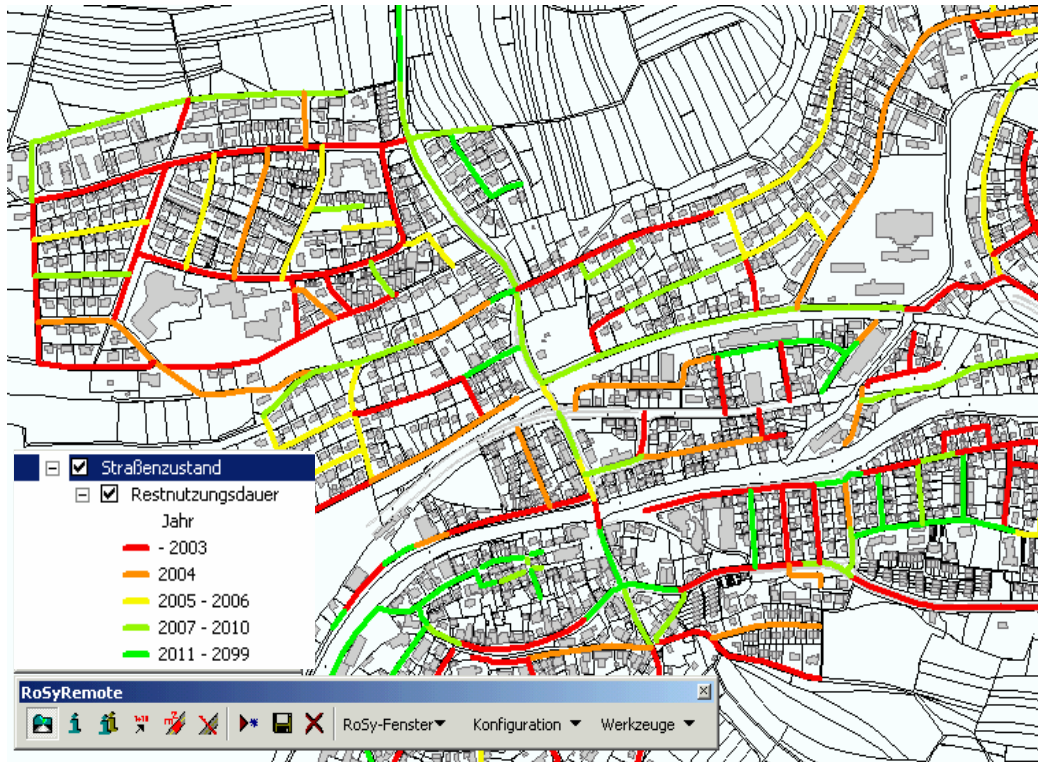 Straßenzustand
Restnutzungsdauer
Jahr
- 2003
2004
2005 - 2006
2007 - 2010
2011 - 2099
RoSyRemote
RoSy-Fenster Konfiguration Werkzeuge